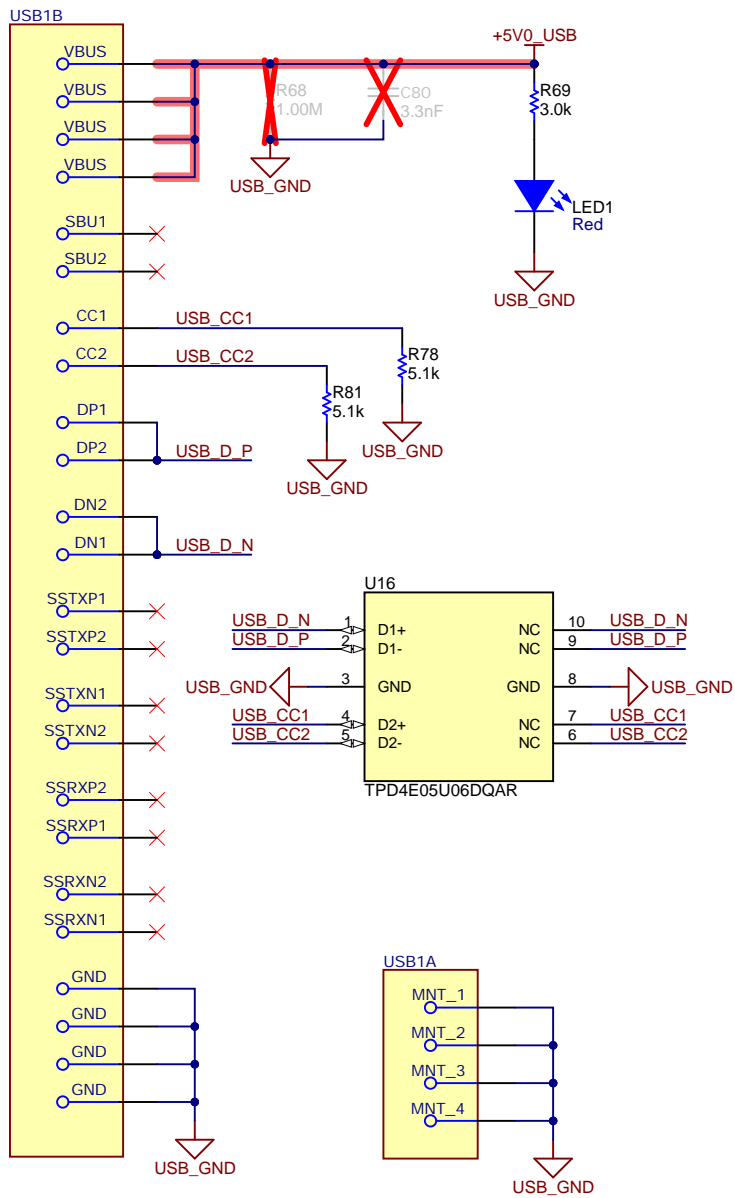 USB1B
VBUS
+5V0_USB
VBUS
R68
1.00M
C80
3.3nF
R69
3.0k
VBUS
VBUS
USB_GND
LED1
Red
SBU1
SBU2
USB_GND
CC1
USB_CC1
CC2
USB_CC2
R78
5.1k
R81
5.1k
DP1
USB_GND
DP2
USB_D_P
USB_GND
DN2
DN1
USB_D_N
SSTXP1
SSTXP2
SSTXN1
SSTXN2
SSRXP2
SSRXP1
SSRXN2
SSRXN1
GND
GND
GND
GND
USB_GND
U16
USB_D_N 1 D1+ NC 10 USB_D_N
USB_D_P 2 D1- NC 9 USB_D_P
USB_GND 3 GND GND 8 USB_GND
USB_CC1 4 D2+ NC 7 USB_CC1
USB_CC2 5 D2- NC 6 USB_CC2
TPD4E05U06DQAR
USB1A
MNT_1
MNT_2
MNT_3
MNT_4
USB_GND